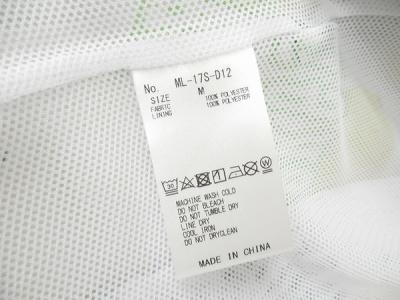 No. ML-17S-D12
SIZE M
FABRIC 100% POLYESTER
LINING 100% POLYESTER
30 W
MACHINE WASH COLD
DO NOT BLEACH
DO NOT TUMBLE DRY
LINE DRY
COOL IRON
DO NOT DRYCLEAN
MADE IN CHINA